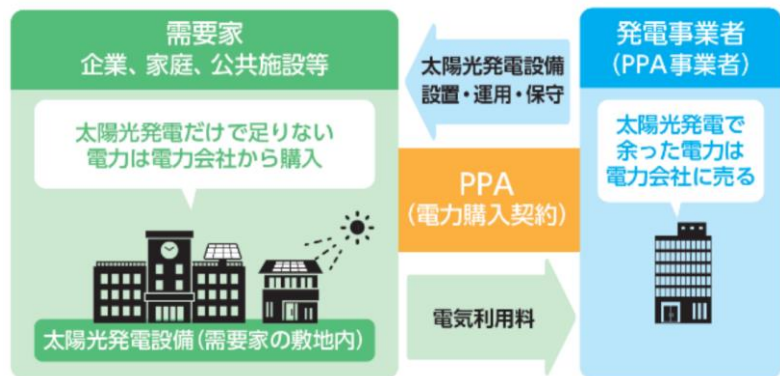 需要家
企業、家庭、公共施設等
太陽光発電だけで足りない
電力は電力会社から購入
太陽光発電設備(需要家の敷地内)
太陽光発電設備
設置・運用・保守
PPA
(電力購入契約)
電気利用料
発電事業者
(PPA事業者)
太陽光発電で
余った電力は
電力会社に売る